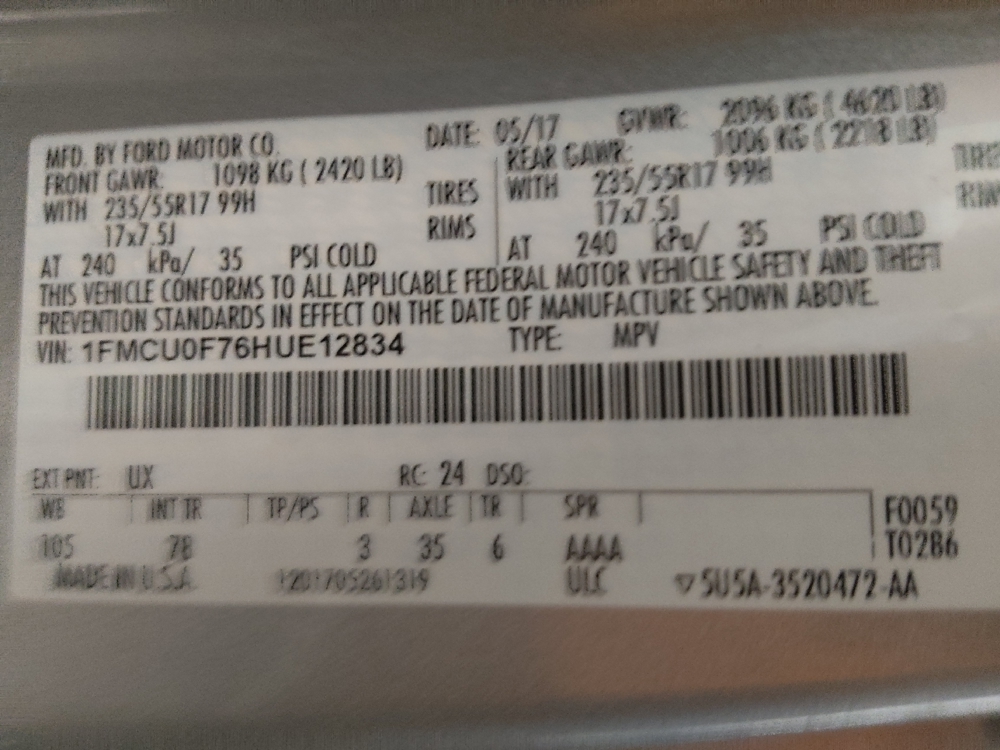 MFD. BY FORD MOTOR CO. DATE: 05/17 GVWR: 2096 KG ( 4620 LB)
FRONT GAWR: 1098 KG ( 2420 LB) REAR GAWR: 1006 KG ( 2218 LB)
WITH 235/55R17 99H TIRES WITH 235/55R17 99H
17x7.5J RIMS 17x7.5J
AT 240 kPa/ 35 PSI COLD AT 240 kPa/ 35 PSI COLD
THIS VEHICLE CONFORMS TO ALL APPLICABLE FEDERAL MOTOR VEHICLE SAFETY AND THEFT
PREVENTION STANDARDS IN EFFECT ON THE DATE OF MANUFACTURE SHOWN ABOVE.
VIN: 1FMCU0F76HUE12834 TYPE: MPV
EXT PNT: UX RC: 24 DSO:
WB INT TR TP/PS R AXLE TR SPR F0059
105 78 3 35 6 AAAA T0286
MADE IN U.S.A. 1201705261319 ULC ▽5U5A-3520472-AA